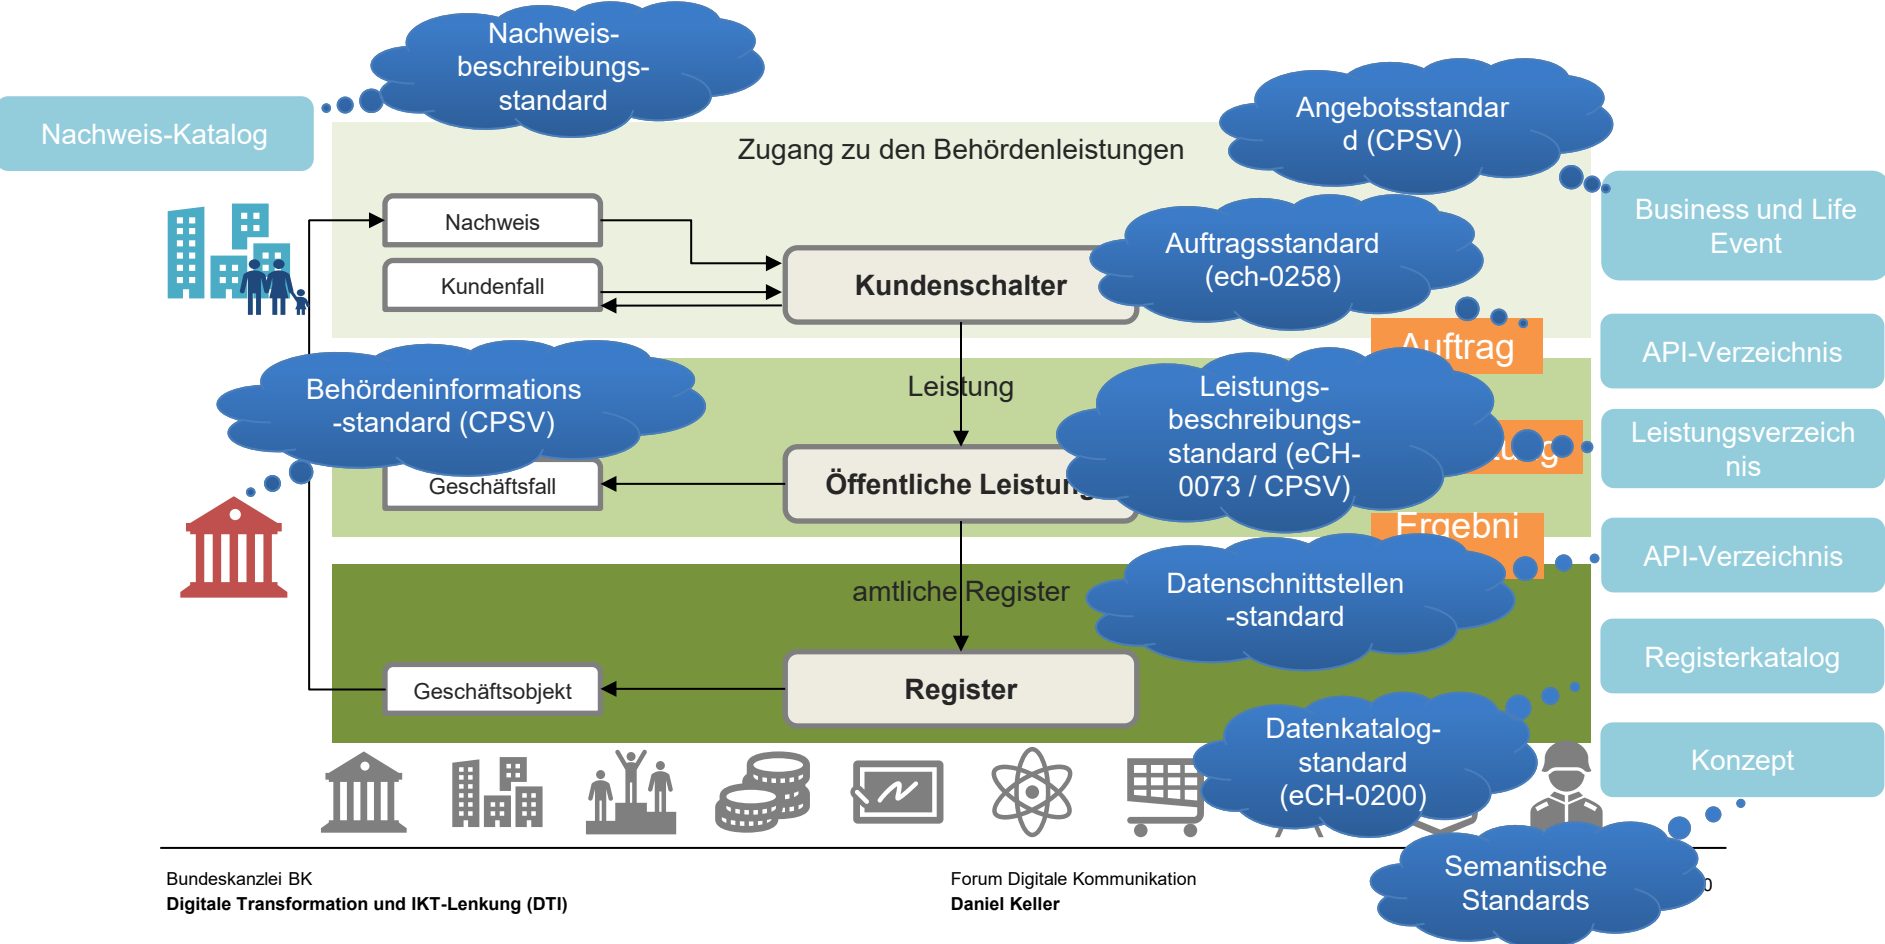 Nachweis-
beschreibungs-
standard
Nachweis-Katalog
Angebotsstandar
d (CPSV)
Zugang zu den Behördenleistungen
Business und Life
Event
Nachweis
Auftragsstandard
(ech-0258)
Kundenfall
Kundenschalter
Auftrag
API-Verzeichnis
Behördeninformations
-standard (CPSV)
Leistung
Leistungs-
beschreibungs-
standard (eCH-
0073 / CPSV)
Leistungsverzeich
nis
Geschäftsfall
Öffentliche Leistung
Ergebni
API-Verzeichnis
amtliche Register
Datenschnittstellen
-standard
Registerkatalog
Geschäftsobjekt
Register
Datenkatalog-
standard
(eCH-0200)
Konzept
Semantische
Standards
Bundeskanzlei BK
Digitale Transformation und IKT-Lenkung (DTI)
Forum Digitale Kommunikation
Daniel Keller